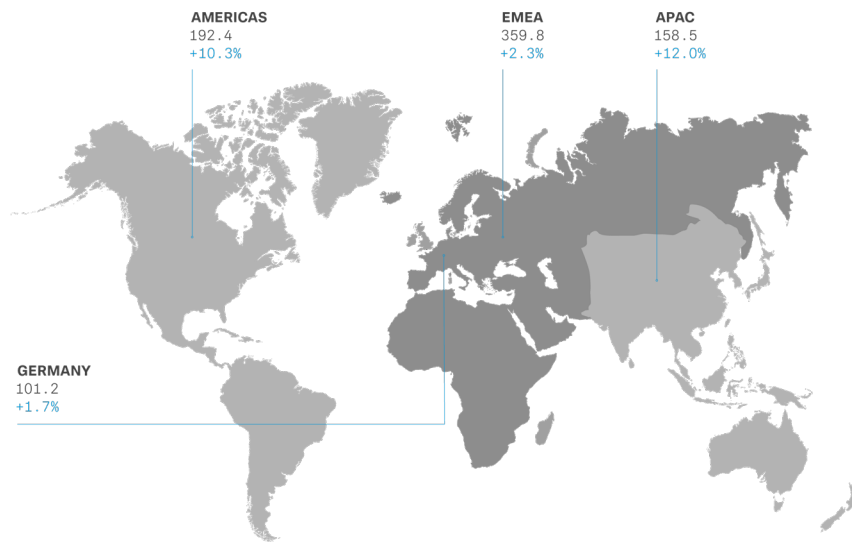 AMERICAS
192.4
+10.3%
EMEA
359.8
+2.3%
APAC
158.5
+12.0%
GERMANY
101.2
+1.7%